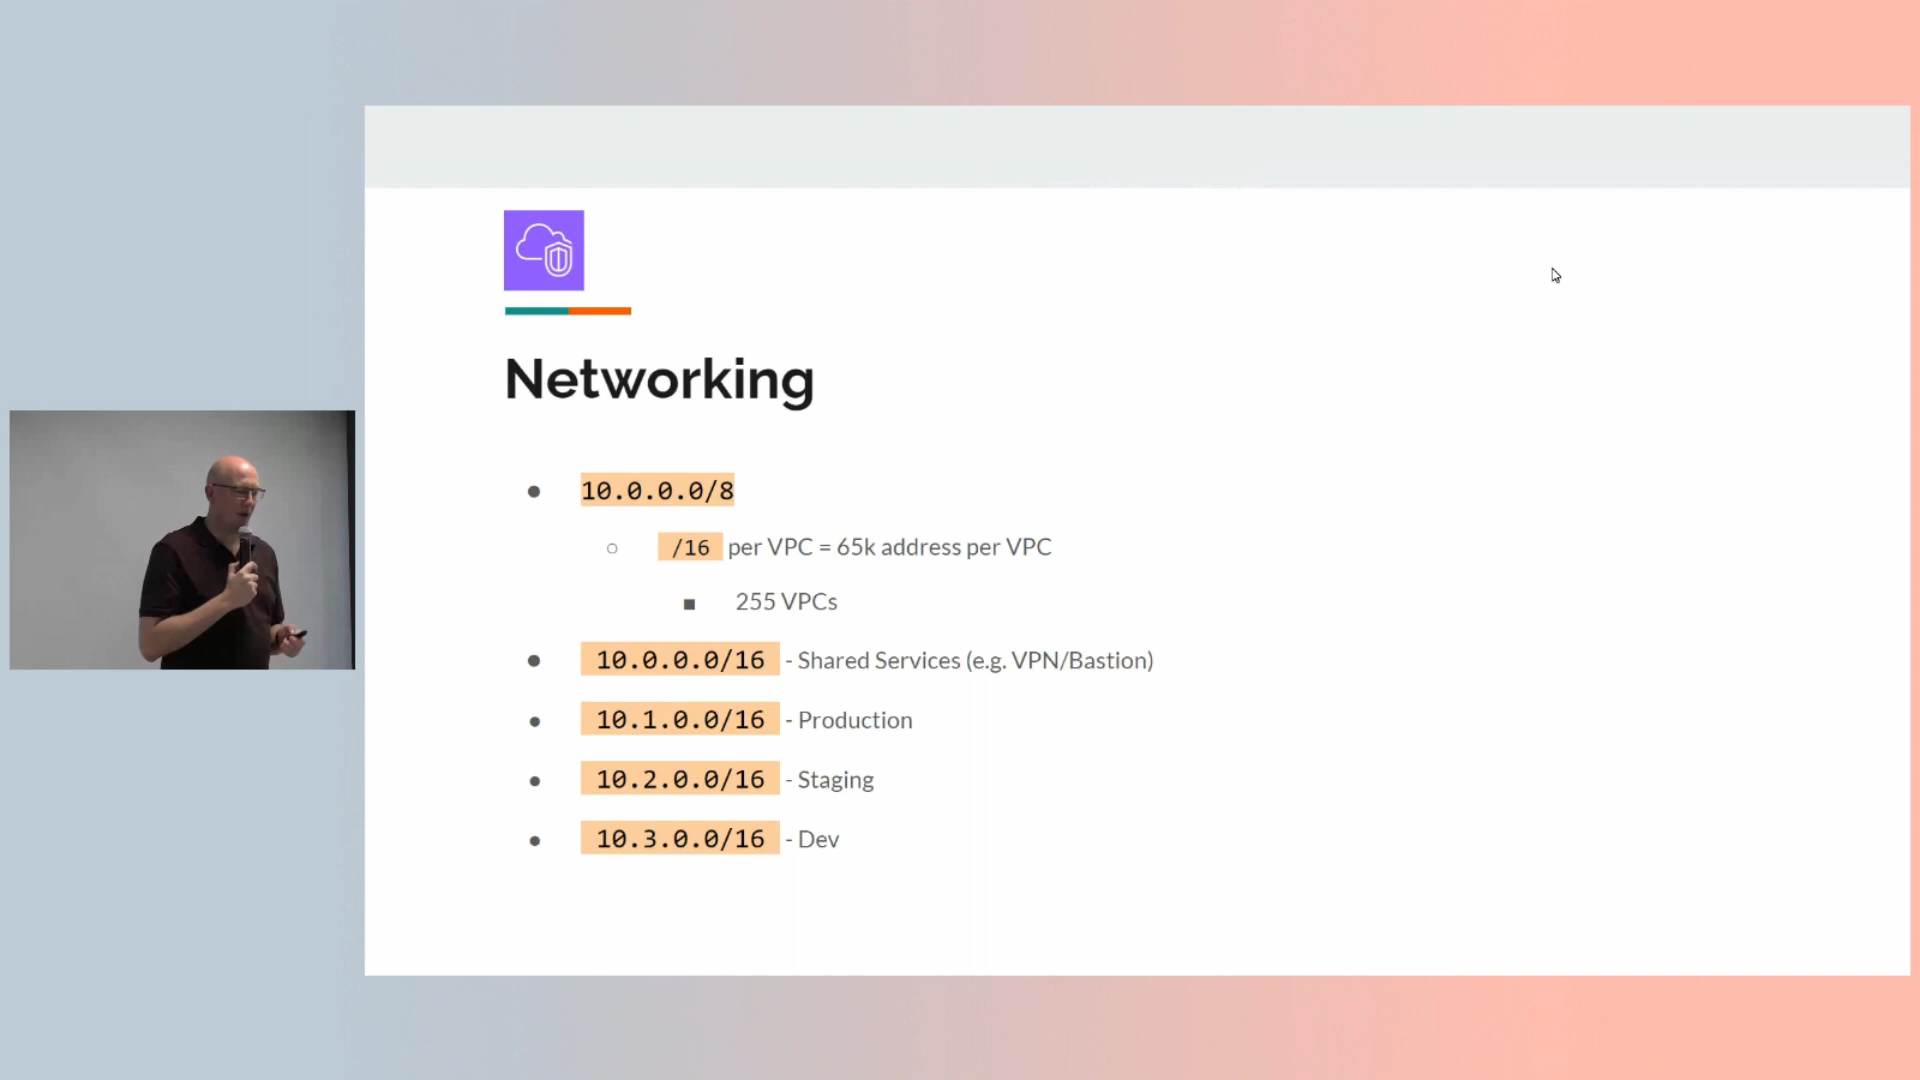 Networking
10.0.0.0/8
/16 per VPC = 65k address per VPC
255 VPCs
10.0.0.0/16 - Shared Services (e.g. VPN/Bastion)
10.1.0.0/16 - Production
10.2.0.0/16 - Staging
10.3.0.0/16 - Dev